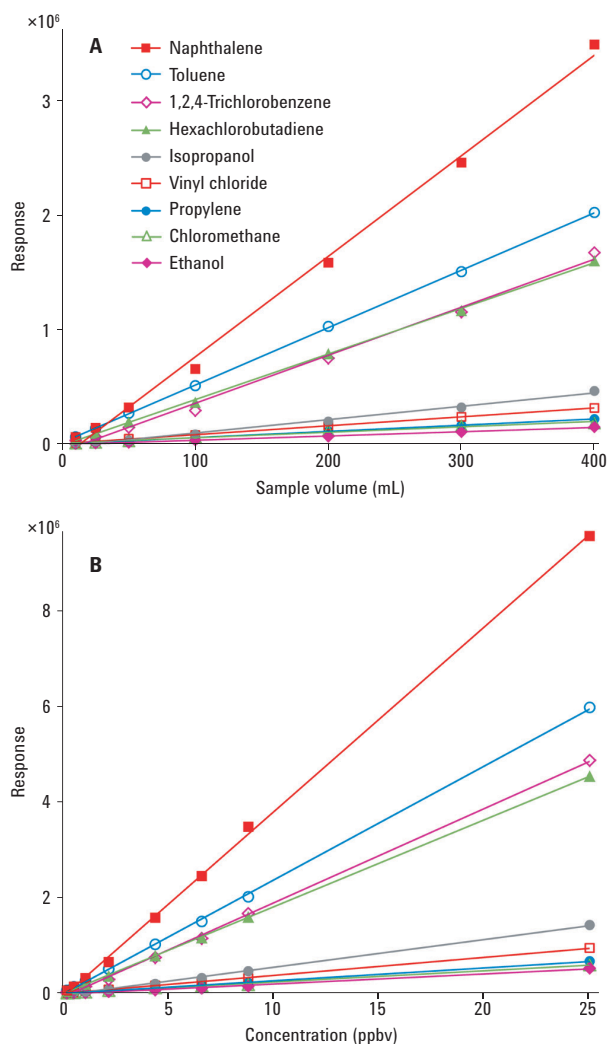 ×10⁶
A
Naphthalene
Toluene
1,2,4-Trichlorobenzene
Hexachlorobutadiene
Isopropanol
Vinyl chloride
Propylene
Chloromethane
Ethanol
3
2
1
0
Response
0 100 200 300 400
Sample volume (mL)
×10⁶
B
8
6
4
2
0
Response
0 5 10 15 20 25
Concentration (ppbv)